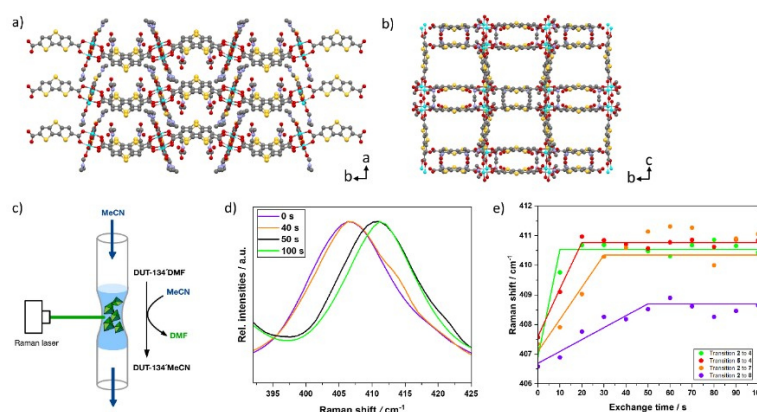 a)
a
b
b)
c
b
c)
MeCN
DUT-134*DMF
MeCN
DMF
DUT-134*MeCN
Raman laser
d)
0 s
40 s
50 s
100 s
Rel. intensities / a.u.
395 400 405 410 415 420 425
Raman shift / cm⁻¹
e)
412
411
410
409
408
407
406
Raman shift / cm⁻¹
Transition 2 to 4
Transition 5 to 4
Transition 2 to 7
Transition 2 to 8
0 10 20 30 40 50 60 70 80 90
Exchange time / s